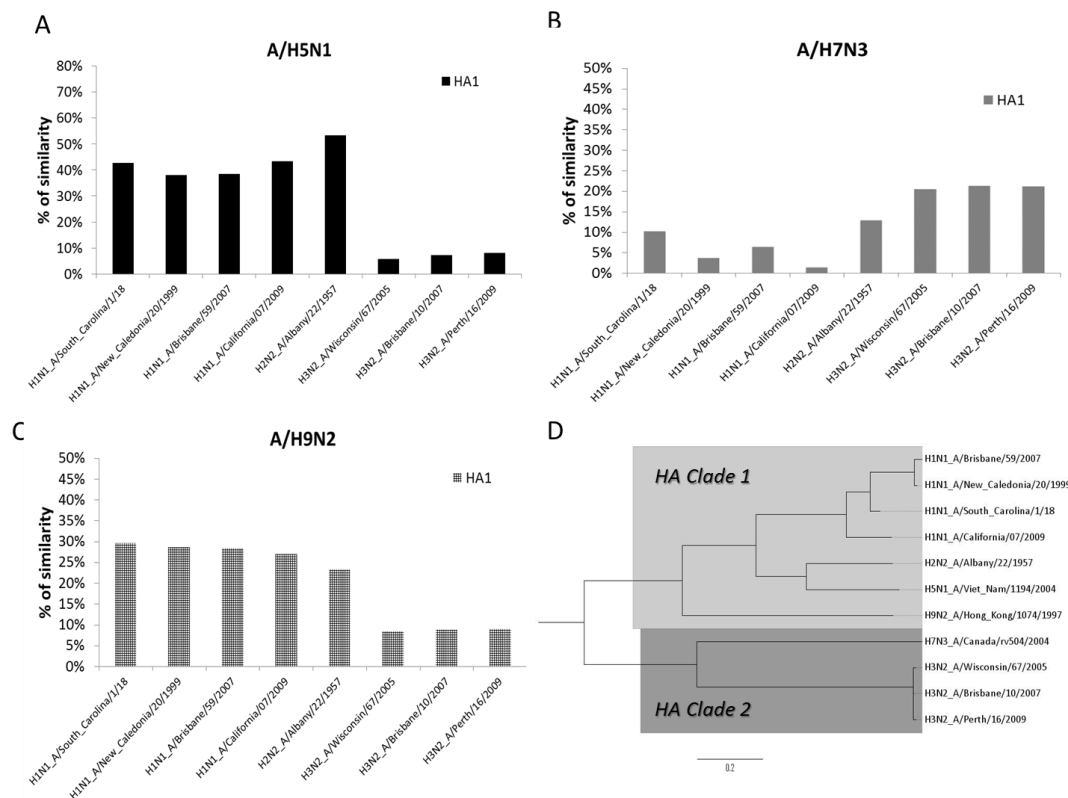 A
A/H5N1
HA1
% of similarity
80%
70%
60%
50%
40%
30%
20%
10%
0%
H1N1_A/South_Carolina/1/18
H1N1_A/New_Caledonia/20/1999
H1N1_A/Brisbane/59/2007
H1N1_A/California/07/2009
H2N2_A/Albany/22/1957
H3N2_A/Wisconsin/67/2005
H3N2_A/Brisbane/10/2007
H3N2_A/Perth/16/2009
B
A/H7N3
HA1
% of similarity
50%
45%
40%
35%
30%
25%
20%
15%
10%
5%
0%
H1N1_A/South_Carolina/1/18
H1N1_A/New_Caledonia/20/1999
H1N1_A/Brisbane/59/2007
H1N1_A/California/07/2009
H2N2_A/Albany/22/1957
H3N2_A/Wisconsin/67/2005
H3N2_A/Brisbane/10/2007
H3N2_A/Perth/16/2009
C
A/H9N2
HA1
% of similarity
50%
45%
40%
35%
30%
25%
20%
15%
10%
5%
0%
H1N1_A/South_Carolina/1/18
H1N1_A/New_Caledonia/20/1999
H1N1_A/Brisbane/59/2007
H1N1_A/California/07/2009
H2N2_A/Albany/22/1957
H3N2_A/Wisconsin/67/2005
H3N2_A/Brisbane/10/2007
H3N2_A/Perth/16/2009
D
HA Clade 1
H1N1_A/Brisbane/59/2007
H1N1_A/New_Caledonia/20/1999
H1N1_A/South_Carolina/1/18
H1N1_A/California/07/2009
H2N2_A/Albany/22/1957
H5N1_A/Viet_Nam/1194/2004
H9N2_A/Hong_Kong/1074/1997
H7N3_A/Canada/rv504/2004
H3N2_A/Wisconsin/67/2005
H3N2_A/Brisbane/10/2007
H3N2_A/Perth/16/2009
HA Clade 2
0.2